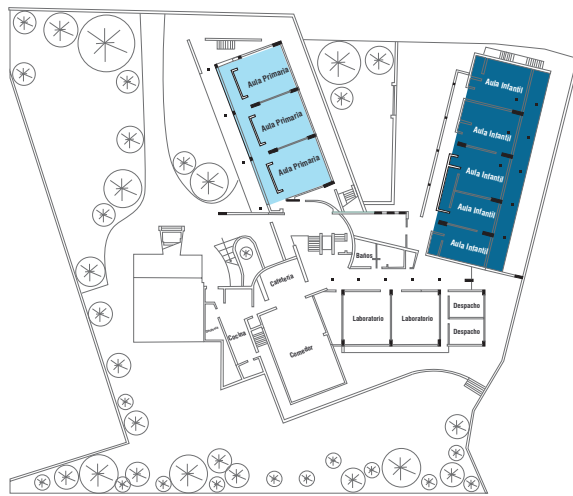 Aula Primaria
Aula Primaria
Aula Primaria
Aula Infantil
Aula Infantil
Aula Infantil
Aula Infantil
Aula Infantil
Baños
Cafetería
Cocina
Comedor
Laboratorio
Laboratorio
Despacho
Despacho